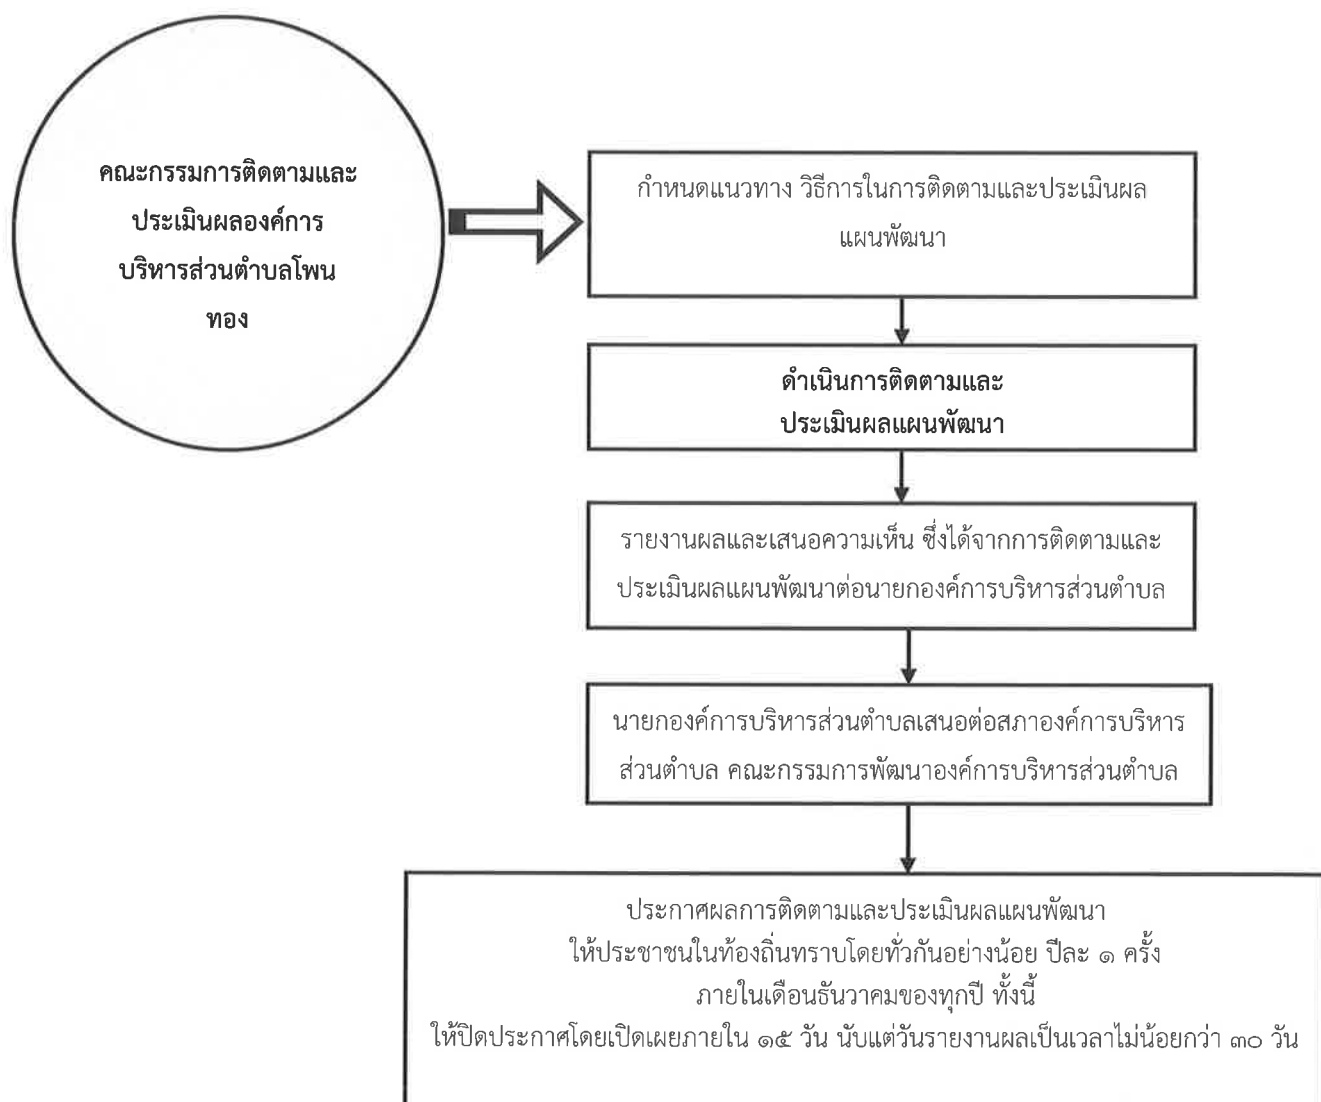 คณะกรรมการติดตามและ
ประเมินผลองค์การ
บริหารส่วนตำบลโพน
ทอง
กำหนดแนวทาง วิธีการในการติดตามและประเมินผล
แผนพัฒนา
ดำเนินการติดตามและ
ประเมินผลแผนพัฒนา
รายงานผลและเสนอความเห็น ซึ่งได้จากการติดตามและ
ประเมินผลแผนพัฒนาต่อนายกองค์การบริหารส่วนตำบล
นายกองค์การบริหารส่วนตำบลเสนอต่อสภาองค์การบริหาร
ส่วนตำบล คณะกรรมการพัฒนาองค์การบริหารส่วนตำบล
ประกาศผลการติดตามและประเมินผลแผนพัฒนา
ให้ประชาชนในท้องถิ่นทราบโดยทั่วกันอย่างน้อย ปีละ ๑ ครั้ง
ภายในเดือนธันวาคมของทุกปี ทั้งนี้
ให้ปิดประกาศโดยเปิดเผยภายใน ๑๕ วัน นับแต่วันรายงานผลเป็นเวลาไม่น้อยกว่า ๓๐ วัน